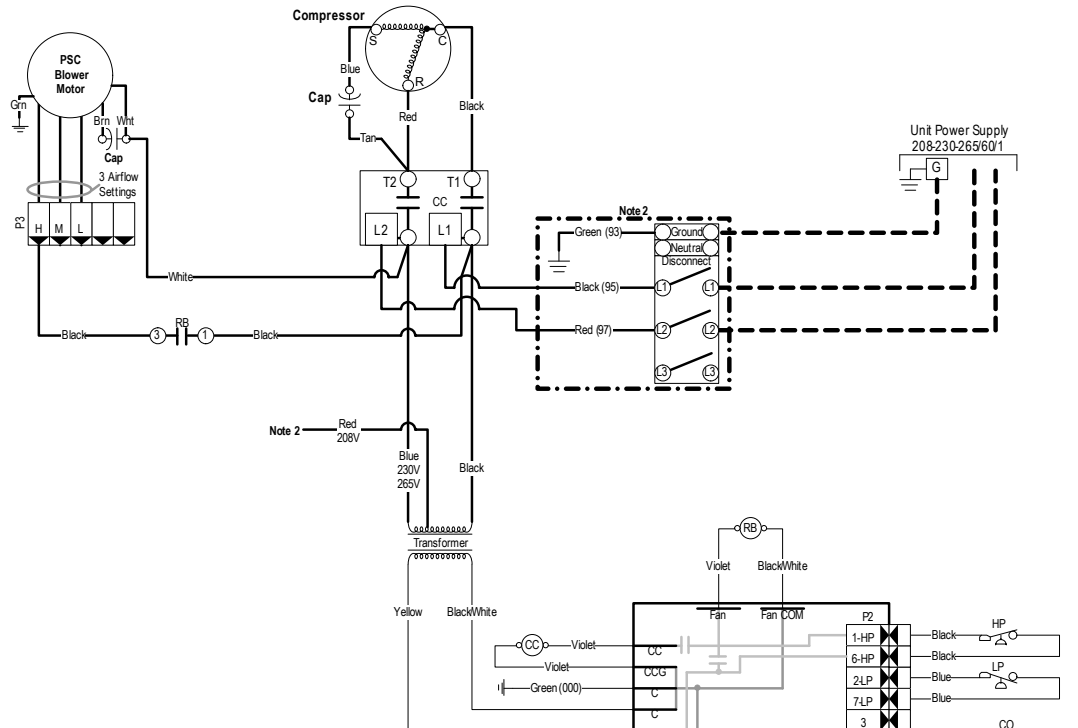 Compressor
S
C
R
PSC
Blower
Motor
Grn
Brn
Wht
Cap
3 Airflow
Settings
P3
H
M
L
Blue
Cap
Tan
Red
Black
T2
T1
CC
L2
L1
White
Black
3
RB
1
Black
Unit Power Supply
208-230-265/60/1
G
Note 2
Green (93)
Ground
Neutral
Disconnect
Black (95)
L1
L1
Red (97)
L2
L2
L3
L3
Note 2
Red
208V
Blue
230V
265V
Black
Transformer
Yellow
BlackWhite
RB
Violet
BlackWhite
Fan
Fan COM
P2
CC
Violet
CC
Violet
CCG
Green (000)
C
C
1-HP
Black
HP
6-HP
Black
2-LP
Blue
LP
7-LP
Blue
3
CO